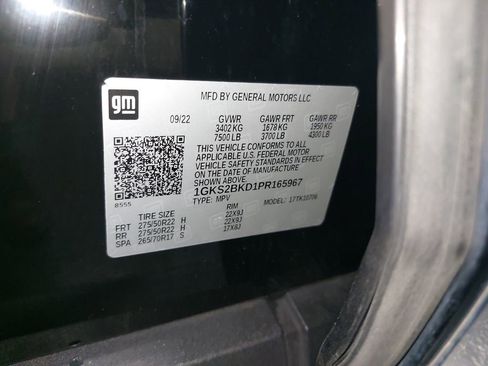 gm
MFD BY GENERAL MOTORS LLC
09/22 GVWR GAWR FRT GAWR RR
3402 KG 1678 KG 1950 KG
7500 LB 3700 LB 4300 LB
THIS VEHICLE CONFORMS TO ALL
APPLICABLE U.S. FEDERAL MOTOR
VEHICLE SAFETY STANDARDS IN EFFECT
ON THE DATE OF MANUFACTURE SHOWN
ABOVE.
1GKS2BKD1PR165967
8555 TYPE: MPV MODEL: 17TK10706
TIRE SIZE RIM
FRT 275/50R22 H 22X9J
RR 275/50R22 H 22X9J
SPA 265/70R17 S 17X8J